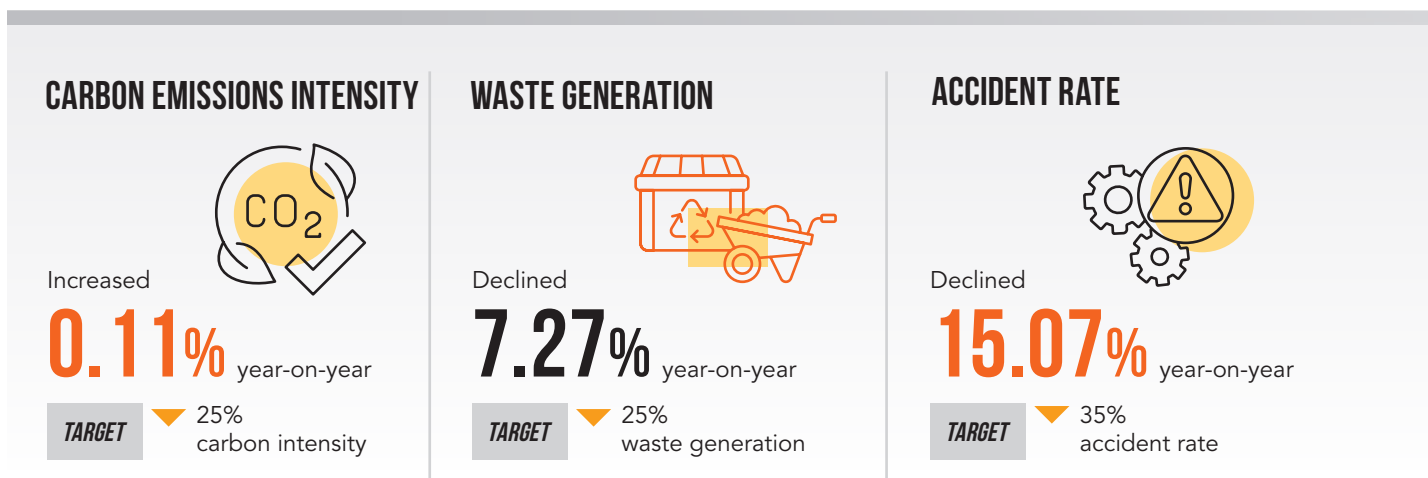 CARBON EMISSIONS INTENSITY
CO2
Increased
0.11% year-on-year
TARGET
25%
carbon intensity
WASTE GENERATION
Declined
7.27% year-on-year
TARGET
25%
waste generation
ACCIDENT RATE
Declined
15.07% year-on-year
TARGET
35%
accident rate